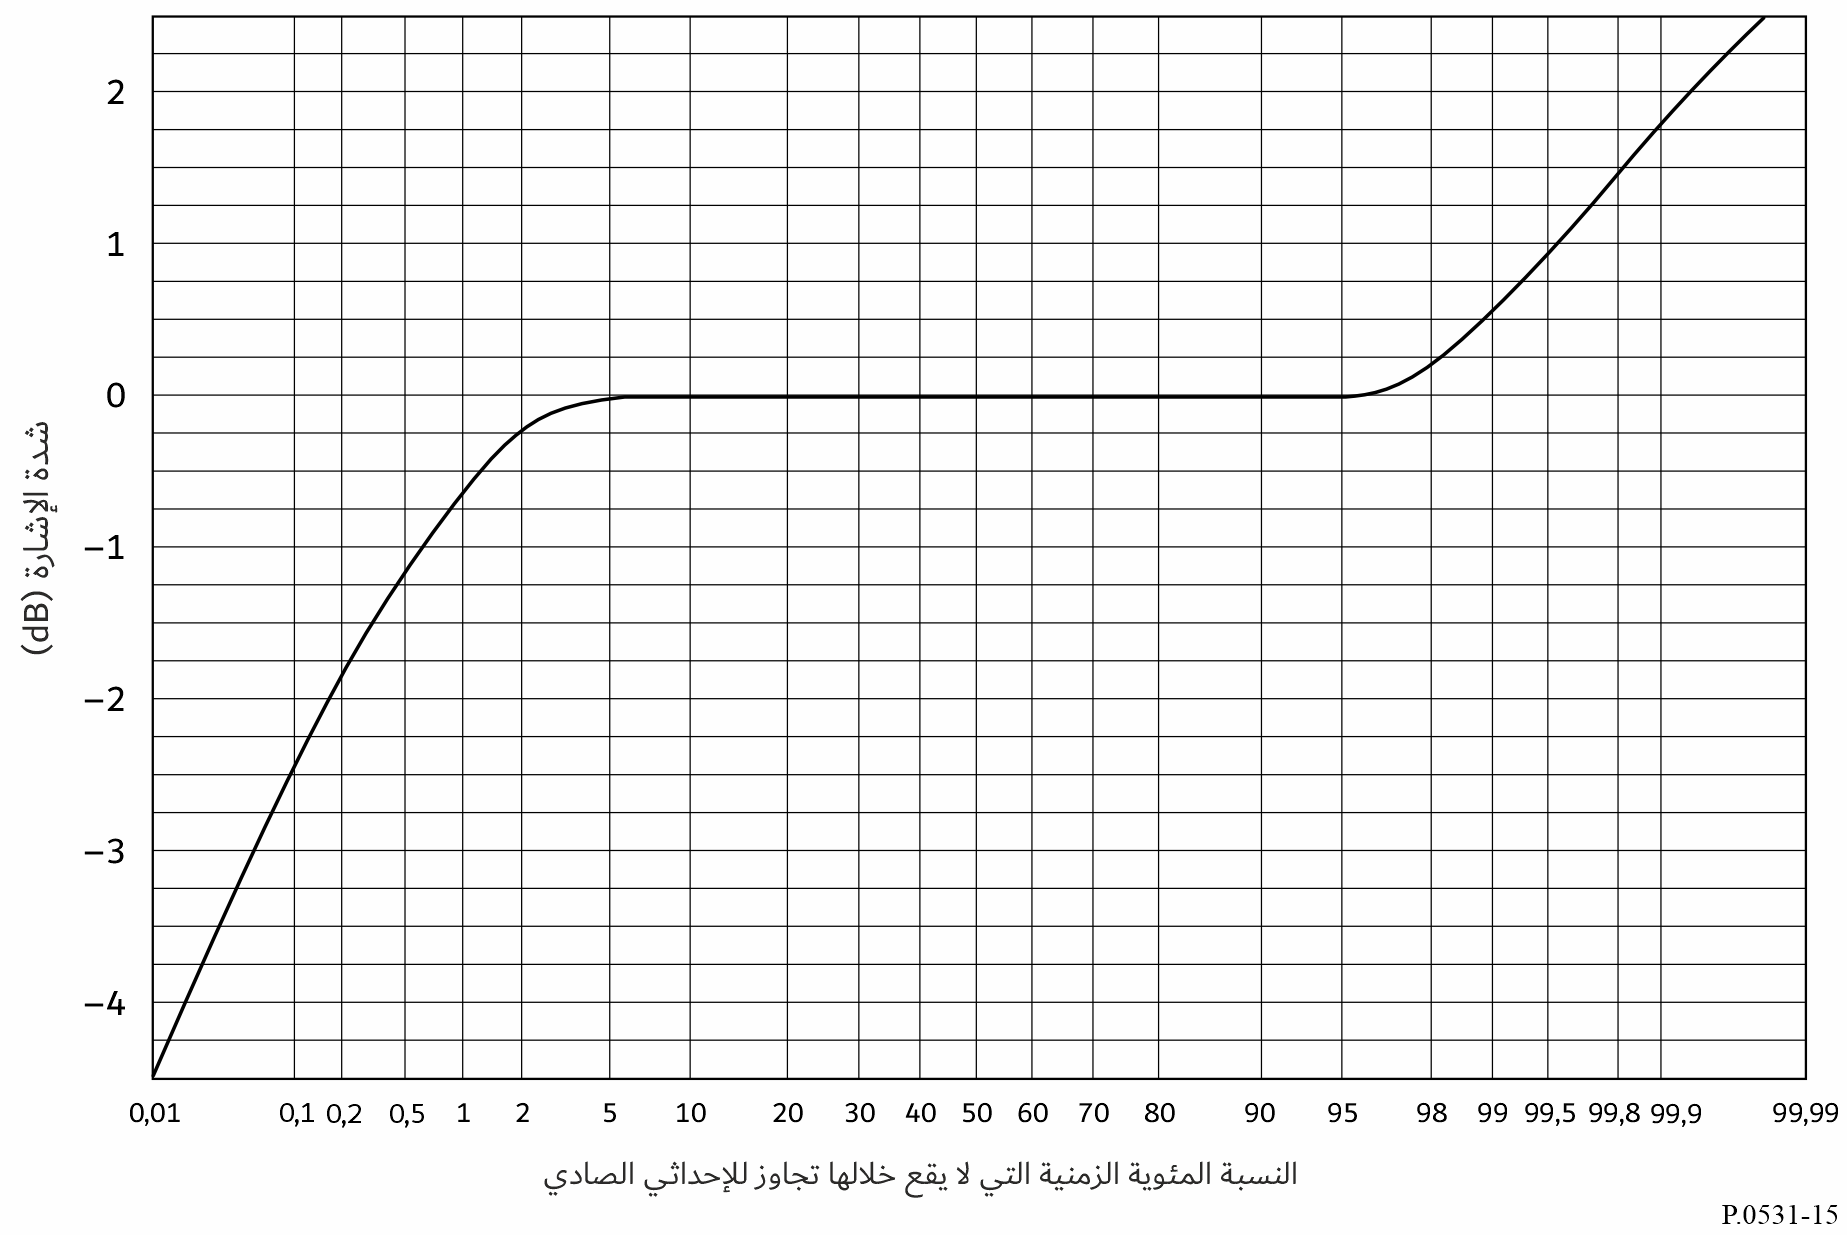 2
1
0
–1
–2
–3
–4
شدة الإشارة (dB)
0,01 0,1 0,2 0,5 1 2 5 10 20 30 40 50 60 70 80 90 95 98 99 99,5 99,8 99,9 99,99
النسبة المئوية الزمنية التي لا يقع خلالها تجاوز للإحداثي الصادي
P.0531-15